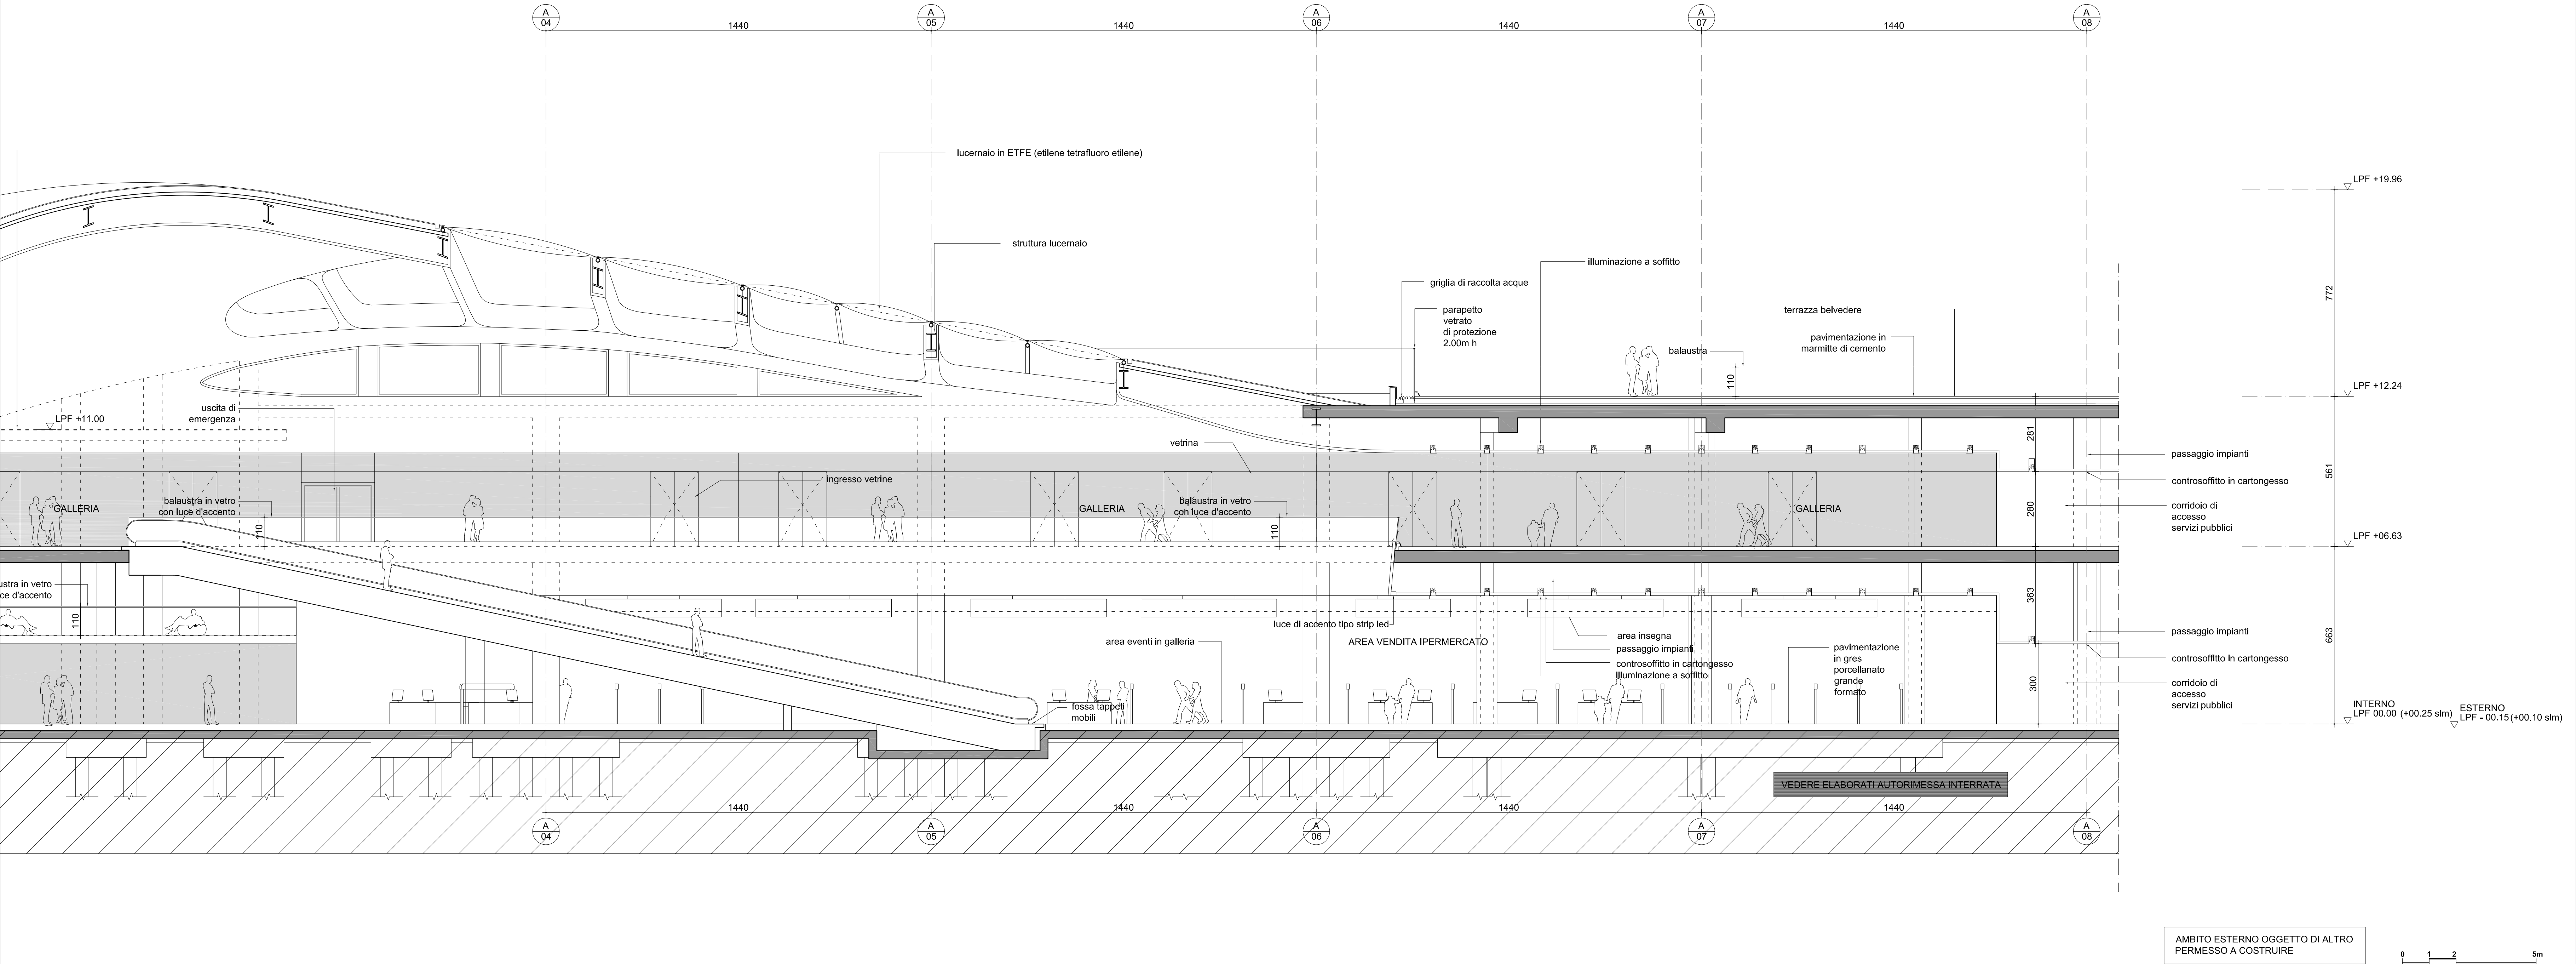 A
04
A
05
A
06
A
07
A
08
1440
1440
1440
1440
lucernaio in ETFE (etilene tetrafluoro etilene)
struttura lucernaio
illuminazione a soffitto
griglia di raccolta acque
parapetto
vetrato
di protezione
2.00m h
terrazza belvedere
pavimentazione in
marmitte di cemento
balaustra
110
LPF +19.96
772
LPF +12.24
561
LPF +06.63
663
INTERNO
LPF 00.00 (+00.25 slm)
ESTERNO
LPF - 00.15 (+00,10 slm)
uscita di
emergenza
LPF +11.00
vetrina
281
passaggio impianti
controsoffitto in cartongesso
280
corridoio di
accesso
servizi pubblici
ingresso vetrine
GALLERIA
balaustra in vetro
con luce d'accento
110
GALLERIA
balaustra in vetro
con luce d'accento
110
GALLERIA
ustra in vetro
ce d'accento
110
363
luce di accento tipo strip led
area eventi in galleria
AREA VENDITA IPERMERCATO
area insegna
passaggio impianti
controsoffitto in cartongesso
illuminazione a soffitto
pavimentazione
in gres
porcellanato
grande
formato
passaggio impianti
controsoffitto in cartongesso
300
corridoio di
accesso
servizi pubblici
fossa tappeti
mobili
VEDERE ELABORATI AUTORIMESSA INTERRATA
1440
1440
1440
1440
A
04
A
05
A
06
A
07
A
08
AMBITO ESTERNO OGGETTO DI ALTRO
PERMESSO A COSTRUIRE
0 1 2 5m